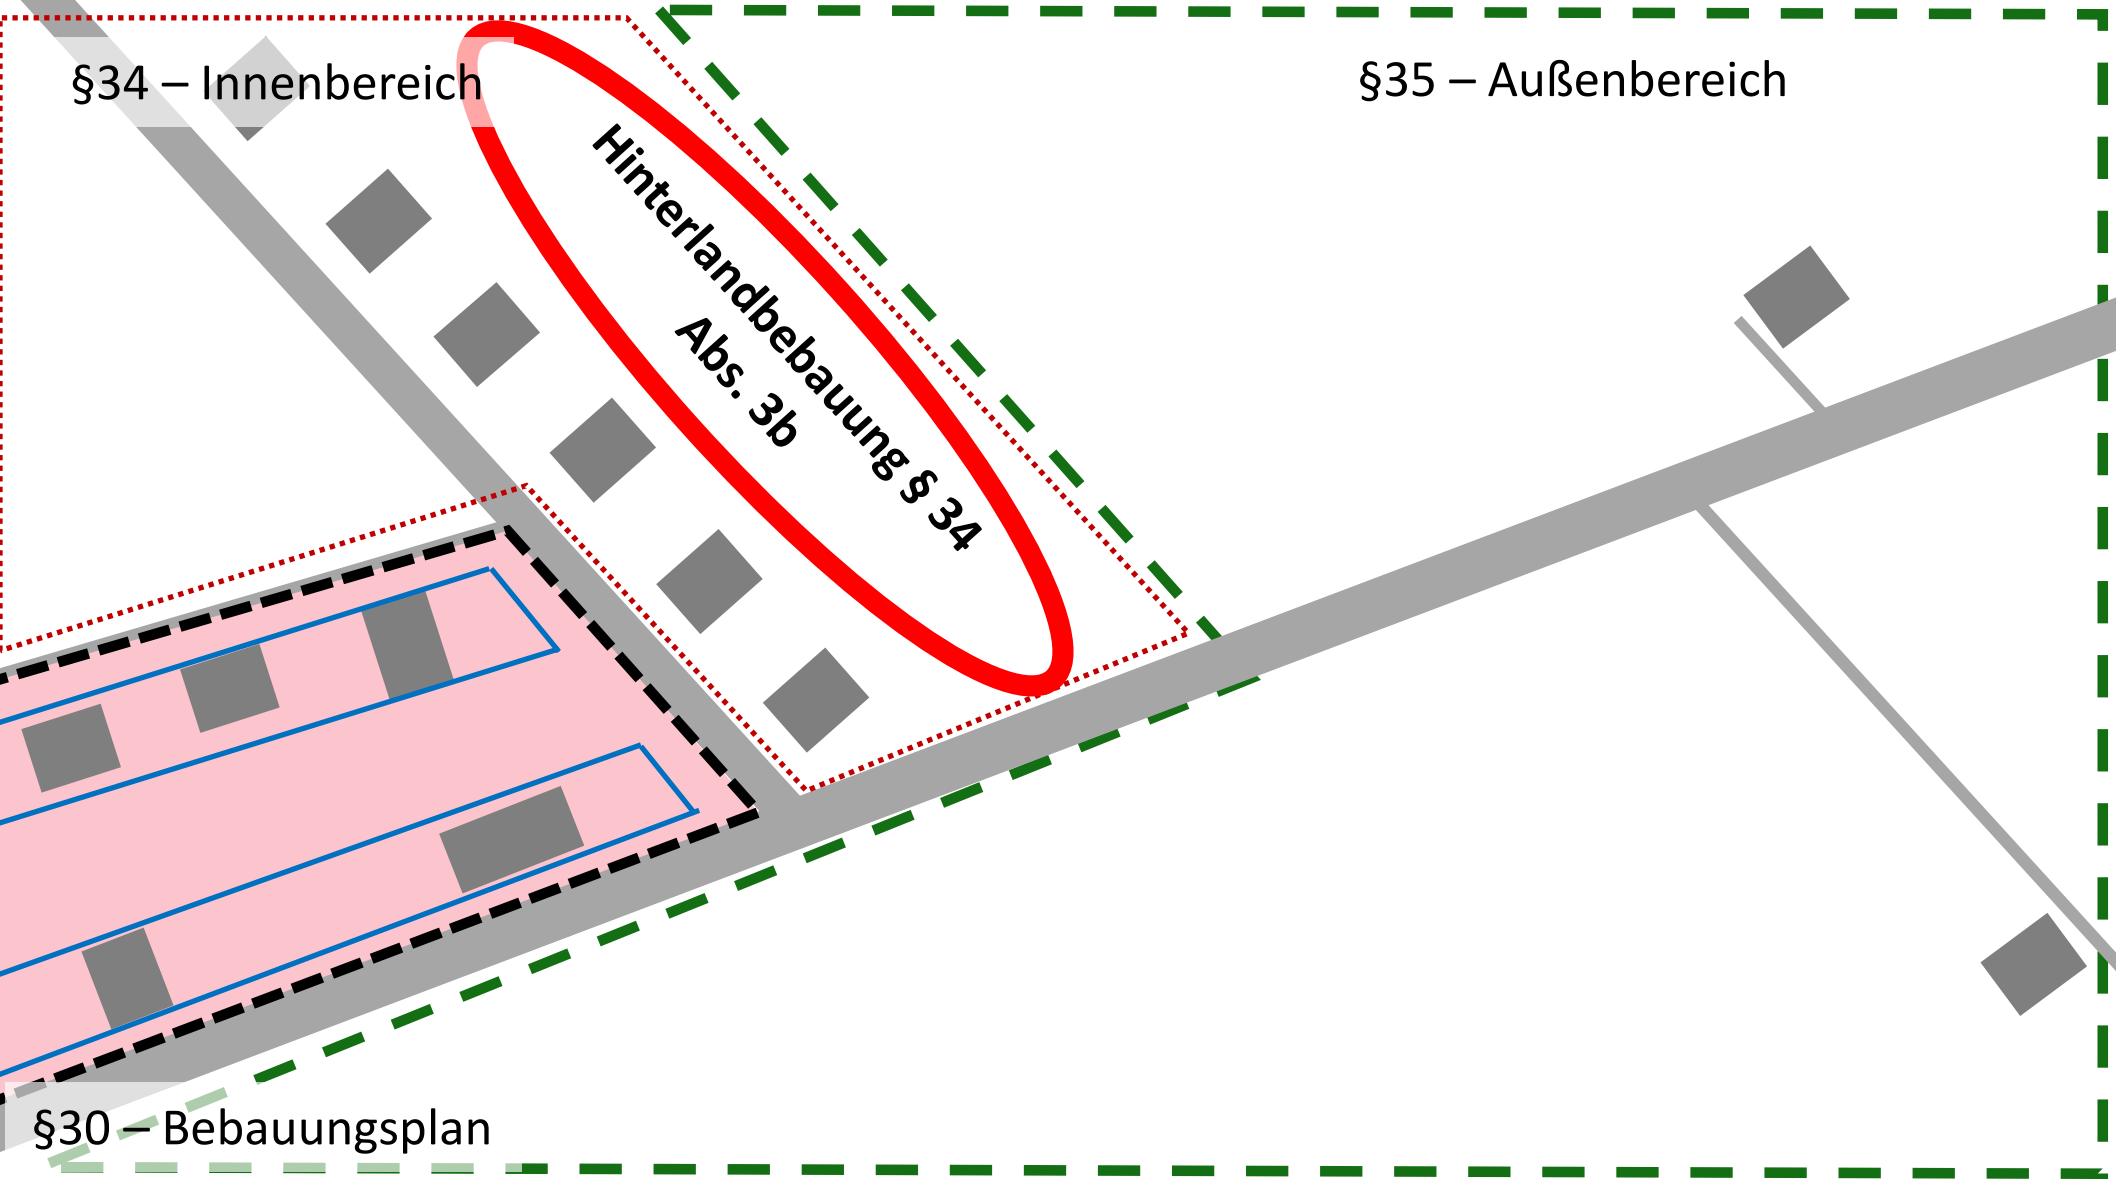 §34 – Innenbereich
§35 – Außenbereich
Hinterlandbebauung § 34
Abs. 3b
§30 – Bebauungsplan